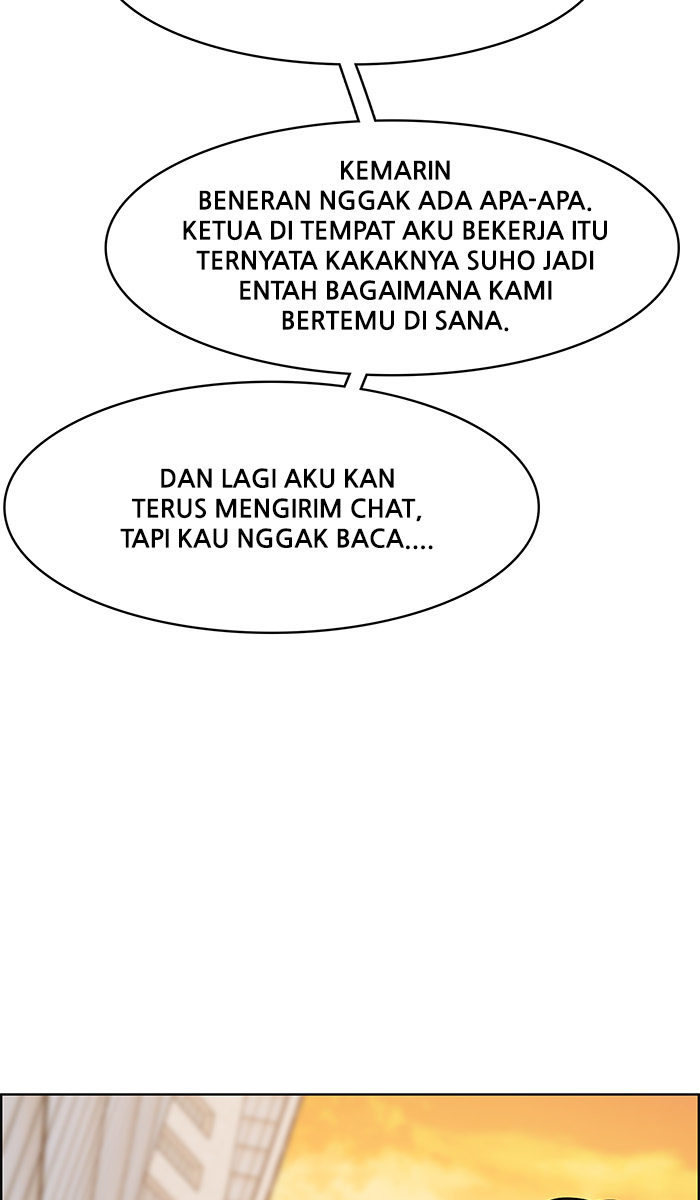 KEMARIN
BENERAN NGGAK ADA APA-APA.
KETUA DI TEMPAT AKU BEKERJA ITU
TERNYATA KAKAKNYA SUHO JADI
ENTAH BAGAIMANA KAMI
BERTEMU DI SANA.
DAN LAGI AKU KAN
TERUS MENGIRIM CHAT,
TAPI KAU NGGAK BACA....